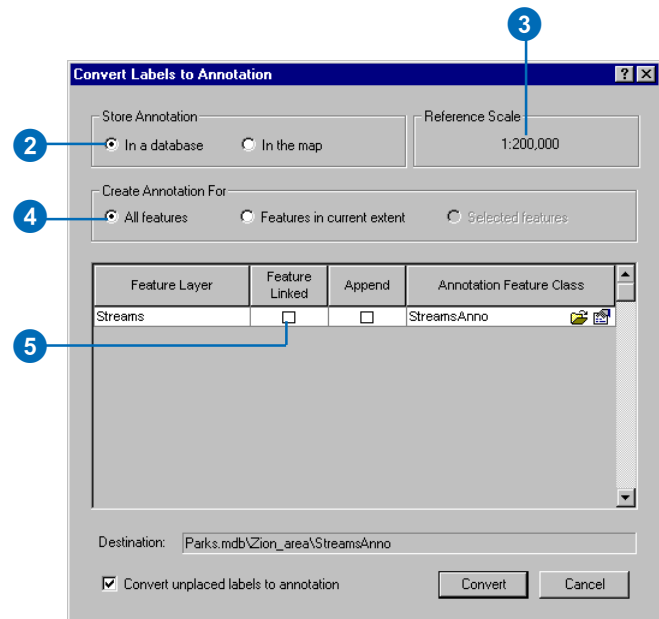 3
Convert Labels to Annotation
Store Annotation
Reference Scale
2
In a database
In the map
1:200,000
Create Annotation For
4
All features
Features in current extent
Selected features
Feature Layer
Feature Linked
Append
Annotation Feature Class
Streams
StreamsAnno
5
Destination:
Parks.mdb\Zion_area\StreamsAnno
Convert unplaced labels to annotation
Convert
Cancel